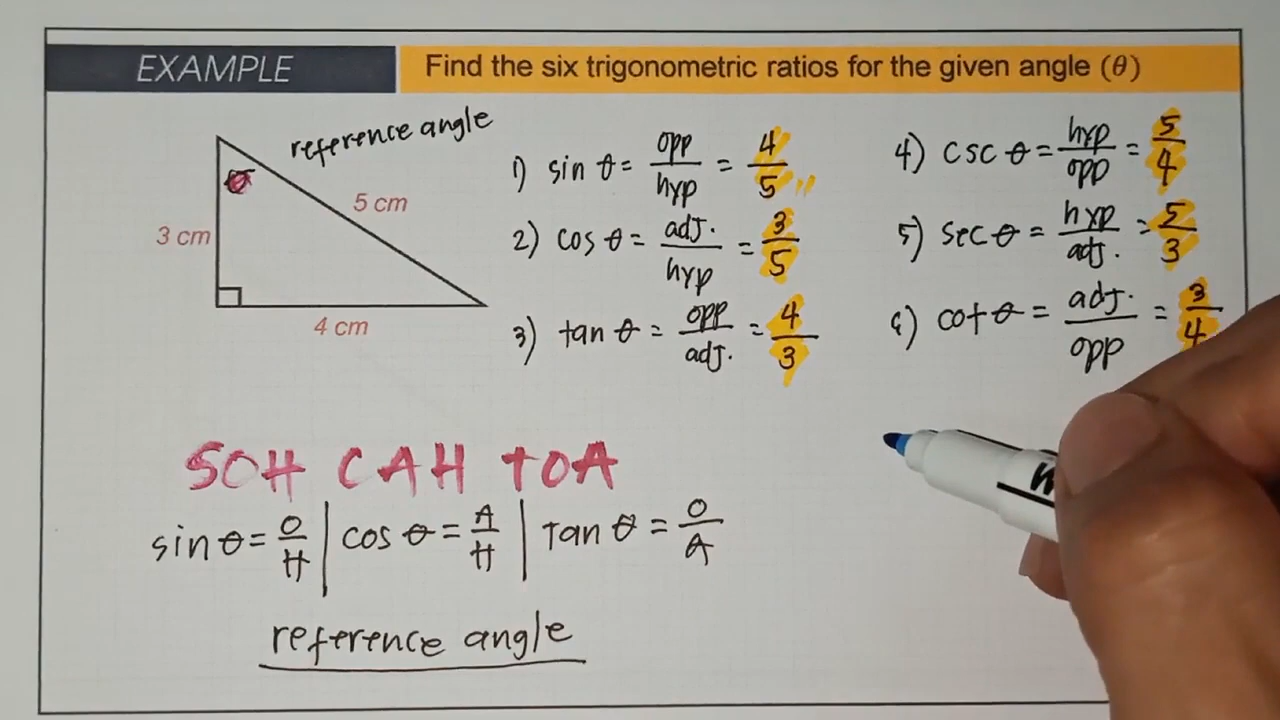 EXAMPLE
Find the six trigonometric ratios for the given angle (θ)
reference angle
θ
5 cm
3 cm
4 cm
1) sin θ = opp/hyp = 4/5 "
2) cos θ = adj./hyp = 3/5
3) tan θ = opp/adj. = 4/3
4) csc θ = hyp/opp = 5/4
5) sec θ = hyp/adj. = 5/3
6) cot θ = adj./opp = 3/4
SOH CAH TOA
sin θ = O/H | cos θ = A/H | tan θ = O/A
reference angle